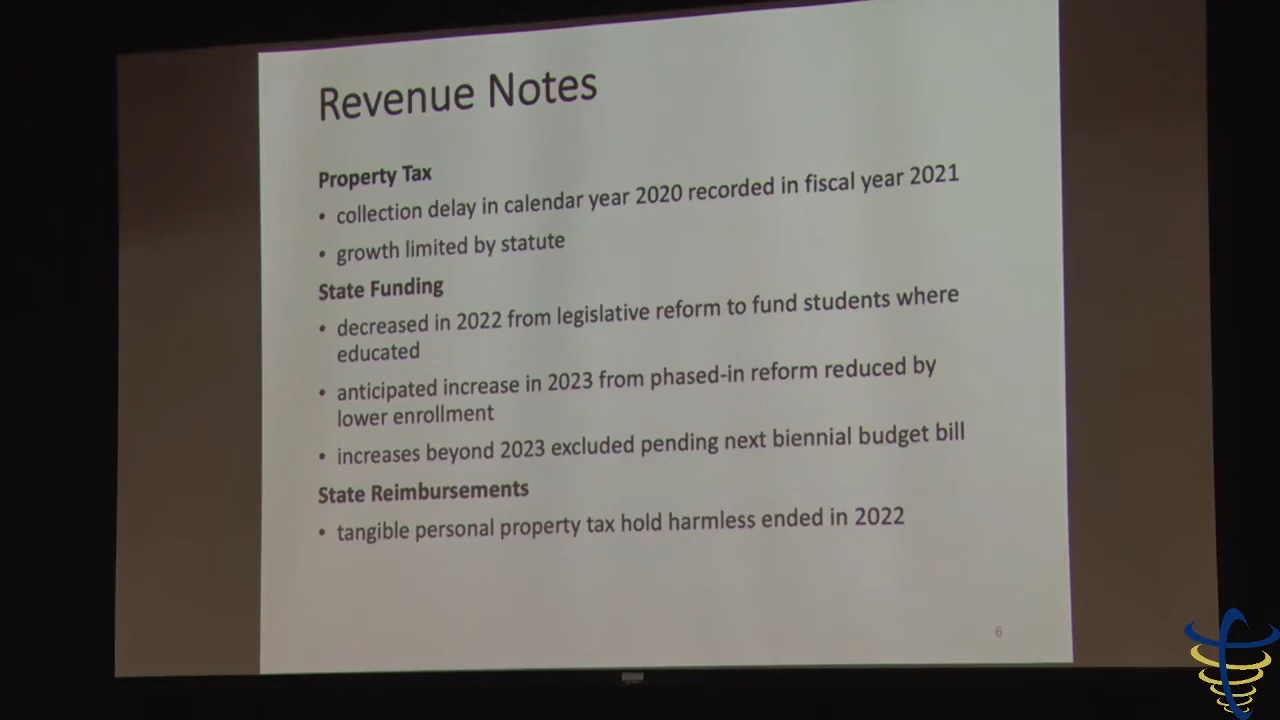 Revenue Notes
Property Tax
• collection delay in calendar year 2020 recorded in fiscal year 2021
• growth limited by statute
State Funding
• decreased in 2022 from legislative reform to fund students where
educated
• anticipated increase in 2023 from phased-in reform reduced by
lower enrollment
• increases beyond 2023 excluded pending next biennial budget bill
State Reimbursements
• tangible personal property tax hold harmless ended in 2022
6